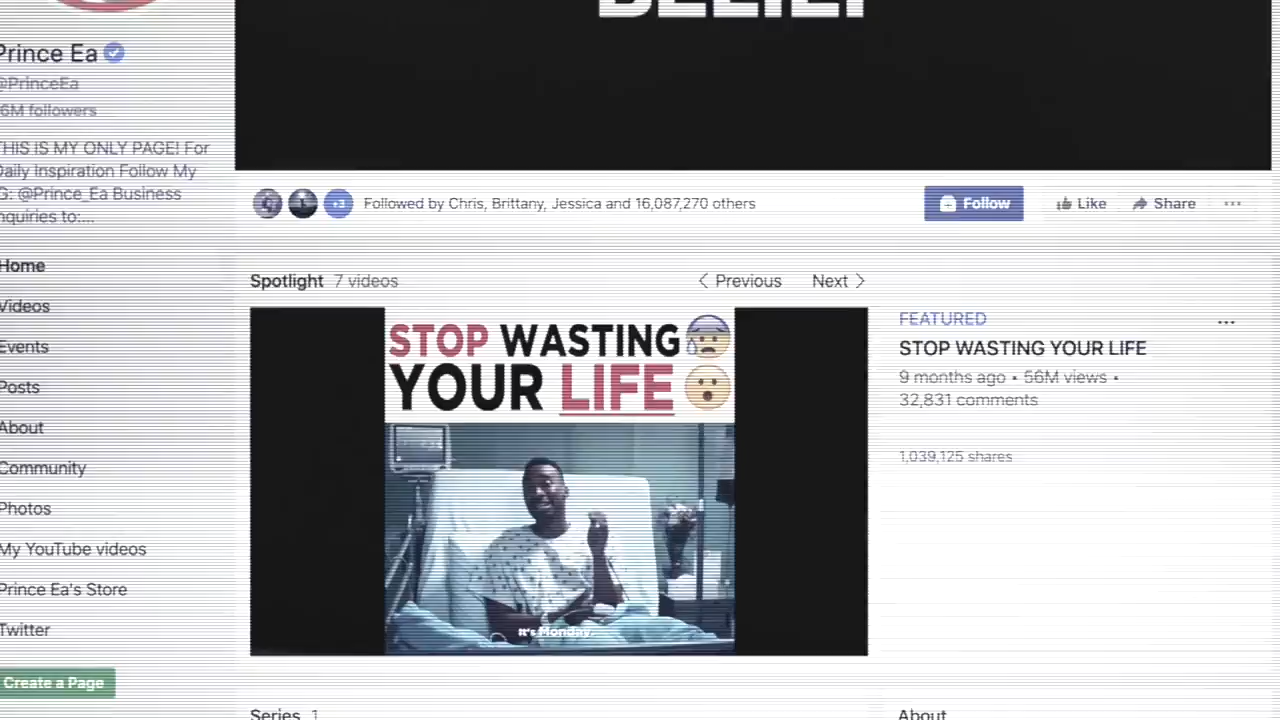 Prince Ea
@PrinceEa
6M followers
THIS IS MY ONLY PAGE! For
Daily Inspiration Follow My
G: @Prince_Ea Business
nquiries to:...
Home
Videos
Events
Posts
About
Community
Photos
My YouTube videos
Prince Ea's Store
Twitter
Create a Page
BELIEF
+3
Followed by Chris, Brittany, Jessica and 16,087,270 others
Follow
Like
Share
Spotlight 7 videos
Previous
Next
STOP WASTING
YOUR LIFE
It's Monday.
FEATURED
STOP WASTING YOUR LIFE
9 months ago • 56M views •
32,831 comments
1,039,125 shares
Series 1
About